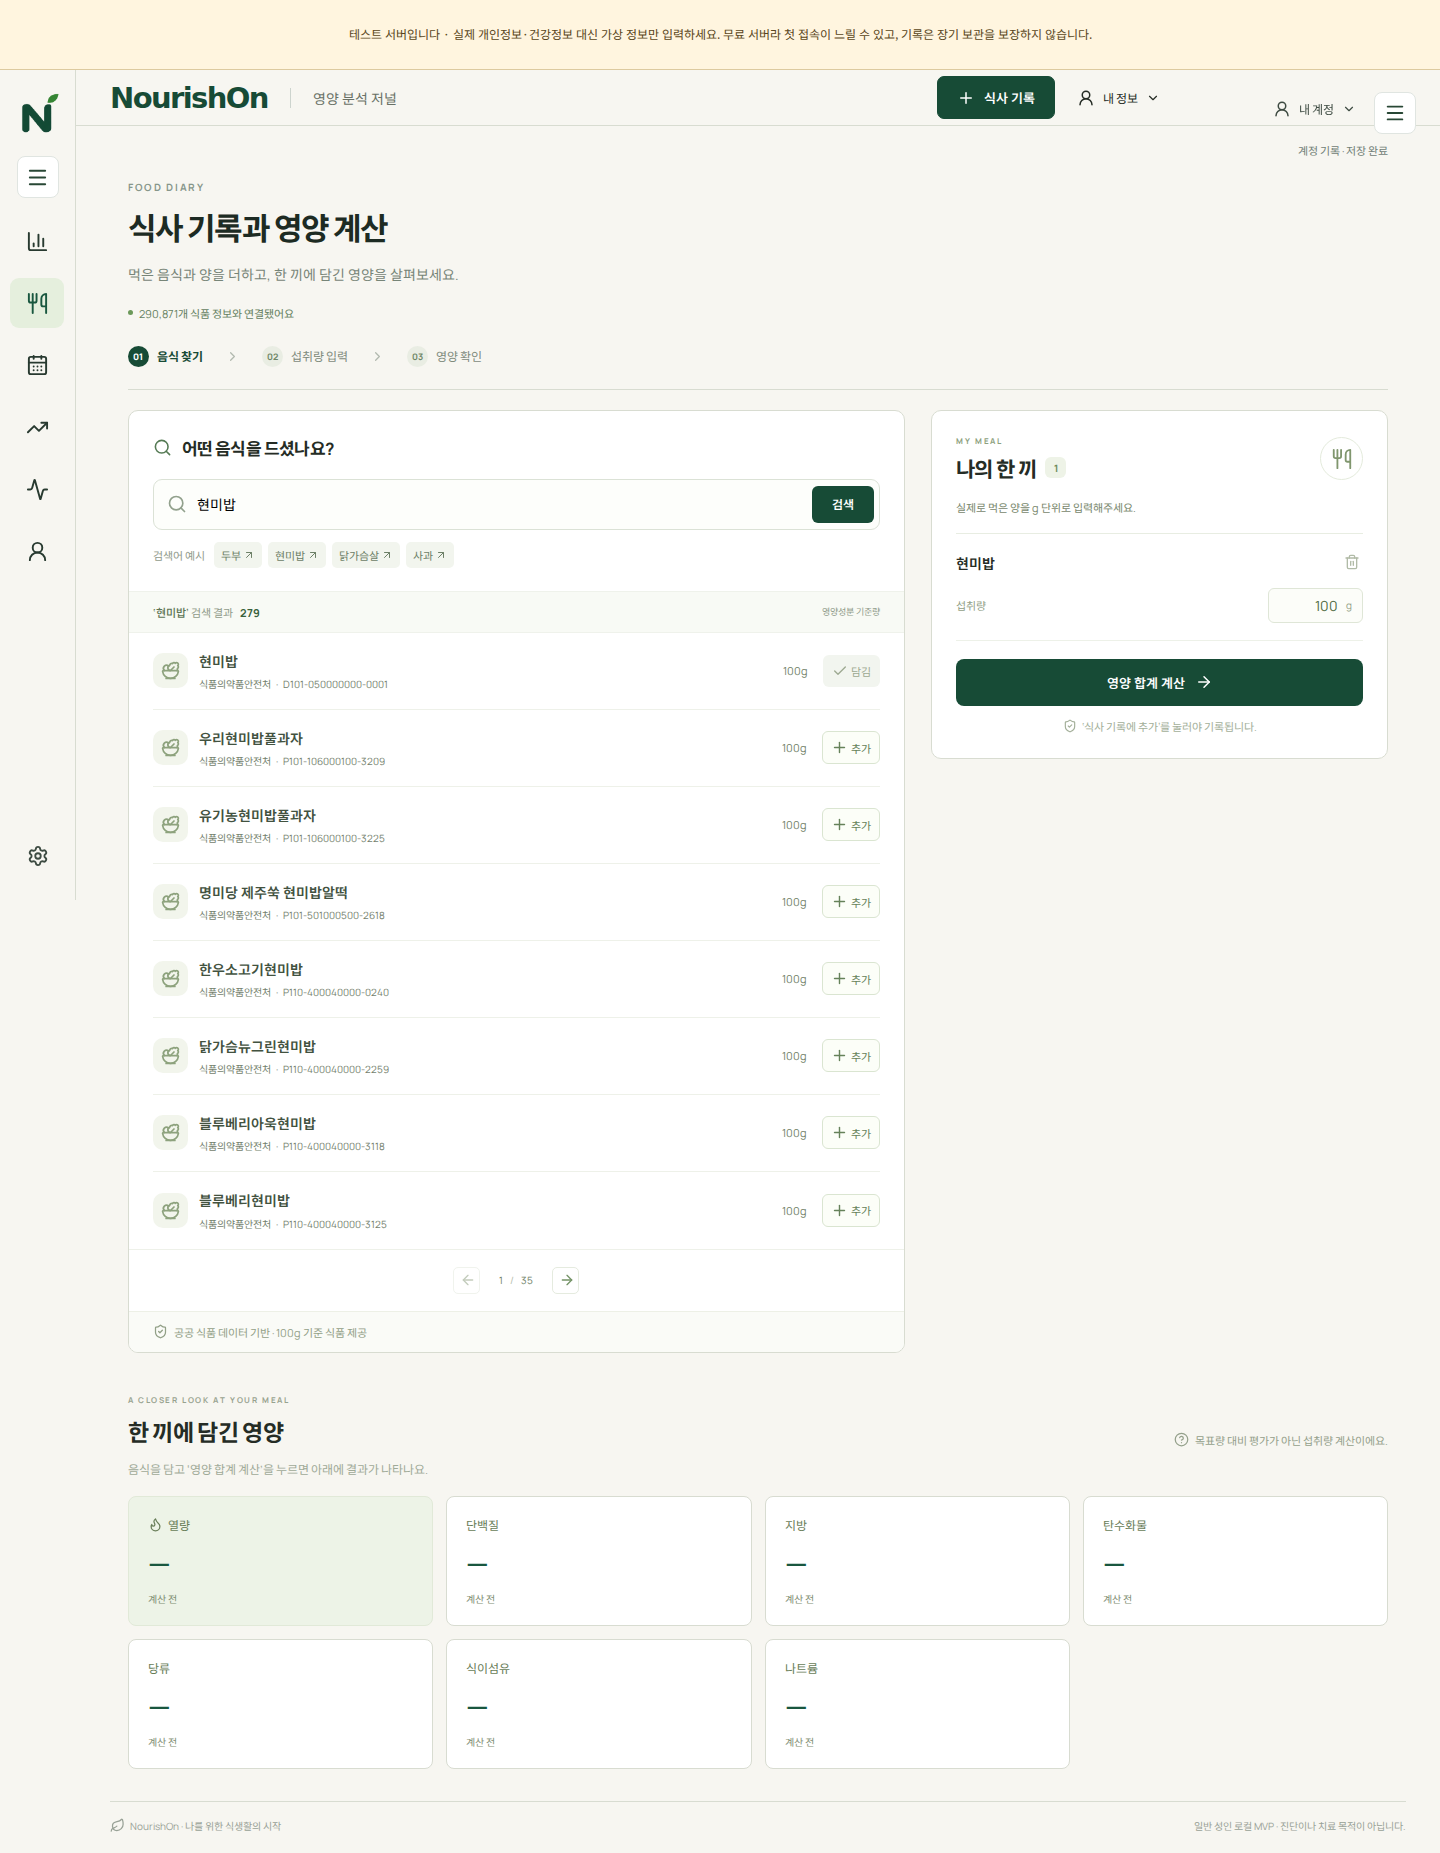 테스트 서버입니다 · 실제 개인정보·건강정보 대신 가상 정보만 입력하세요. 무료 서버라 첫 접속이 느릴 수 있고, 기록은 장기 보관을 보장하지 않습니다.
N
NourishOn
영양 분석 저널
식사 기록
내 정보
내 계정
계정 기록 · 저장 완료
FOOD DIARY
식사 기록과 영양 계산
먹은 음식과 양을 더하고, 한 끼에 담긴 영양을 살펴보세요.
290,871개 식품 정보와 연결됐어요
01 음식 찾기
02 섭취량 입력
03 영양 확인
어떤 음식을 드셨나요?
현미밥
검색
검색어 예시 두부 현미밥 닭가슴살 사과
'현미밥' 검색 결과 279
영양성분 기준량
현미밥
식품의약품안전처 · D101-050000000-0001
100g 담김
우리현미밥풀과자
식품의약품안전처 · P101-106000100-3209
100g 추가
유기농현미밥풀과자
식품의약품안전처 · P101-106000100-3225
100g 추가
명미당 제주쑥 현미밥알떡
식품의약품안전처 · P101-501000500-2618
100g 추가
한우소고기현미밥
식품의약품안전처 · P110-400040000-0240
100g 추가
닭가슴뉴그린현미밥
식품의약품안전처 · P110-400040000-2259
100g 추가
블루베리아욱현미밥
식품의약품안전처 · P110-400040000-3118
100g 추가
블루베리현미밥
식품의약품안전처 · P110-400040000-3125
100g 추가
1 / 35
공공 식품 데이터 기반 · 100g 기준 식품 제공
MY MEAL
나의 한 끼 1
실제로 먹은 양을 g 단위로 입력해주세요.
현미밥
섭취량
100 g
영양 합계 계산
'식사 기록에 추가'를 눌러야 기록됩니다.
A CLOSER LOOK AT YOUR MEAL
한 끼에 담긴 영양
음식을 담고 '영양 합계 계산'을 누르면 아래에 결과가 나타나요.
목표량 대비 평가가 아닌 섭취량 계산이에요.
열량
—
계산 전
단백질
—
계산 전
지방
—
계산 전
탄수화물
—
계산 전
당류
—
계산 전
식이섬유
—
계산 전
나트륨
—
계산 전
NourishOn · 나를 위한 식생활의 시작
일반 성인 로컬 MVP · 진단이나 치료 목적이 아닙니다.